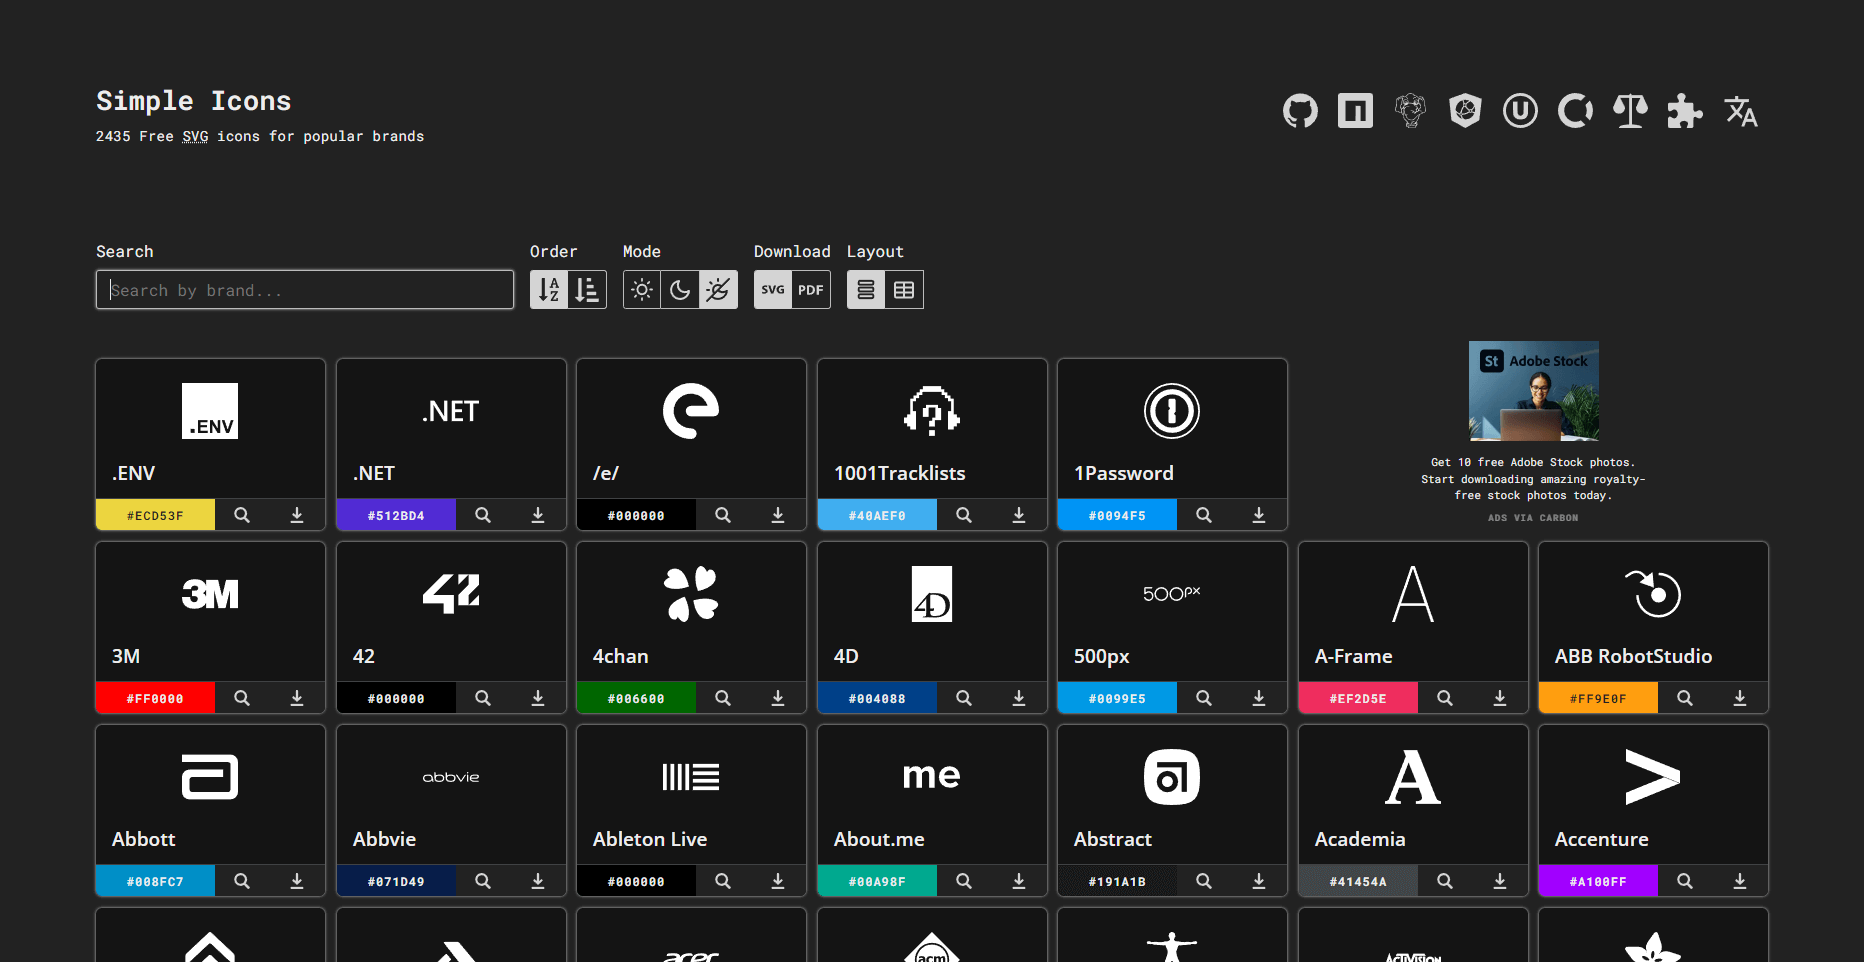 Simple Icons
2435 Free SVG icons for popular brands
Search
Order
Mode
Download
Layout
Search by brand...
A
Z
SVG
PDF
St Adobe Stock
Get 10 free Adobe Stock photos.
Start downloading amazing royalty-
free stock photos today.
ADS VIA CARBON
.ENV
.ENV
#ECD53F
.NET
.NET
#512BD4
/e/
#000000
?
1001Tracklists
#40AEF0
1Password
#0094F5
3M
3M
#FF0000
42
42
#000000
4chan
#006600
4D
4D
#004088
500px
500px
#0099E5
A
A-Frame
#EF2D5E
ABB RobotStudio
#FF9E0F
Abbott
#008FC7
abbvie
Abbvie
#071D49
Ableton Live
#000000
me
About.me
#00A98F
Abstract
#191A1B
A
Academia
#41454A
Accenture
#A100FF
acer
acm
ACTIVISION